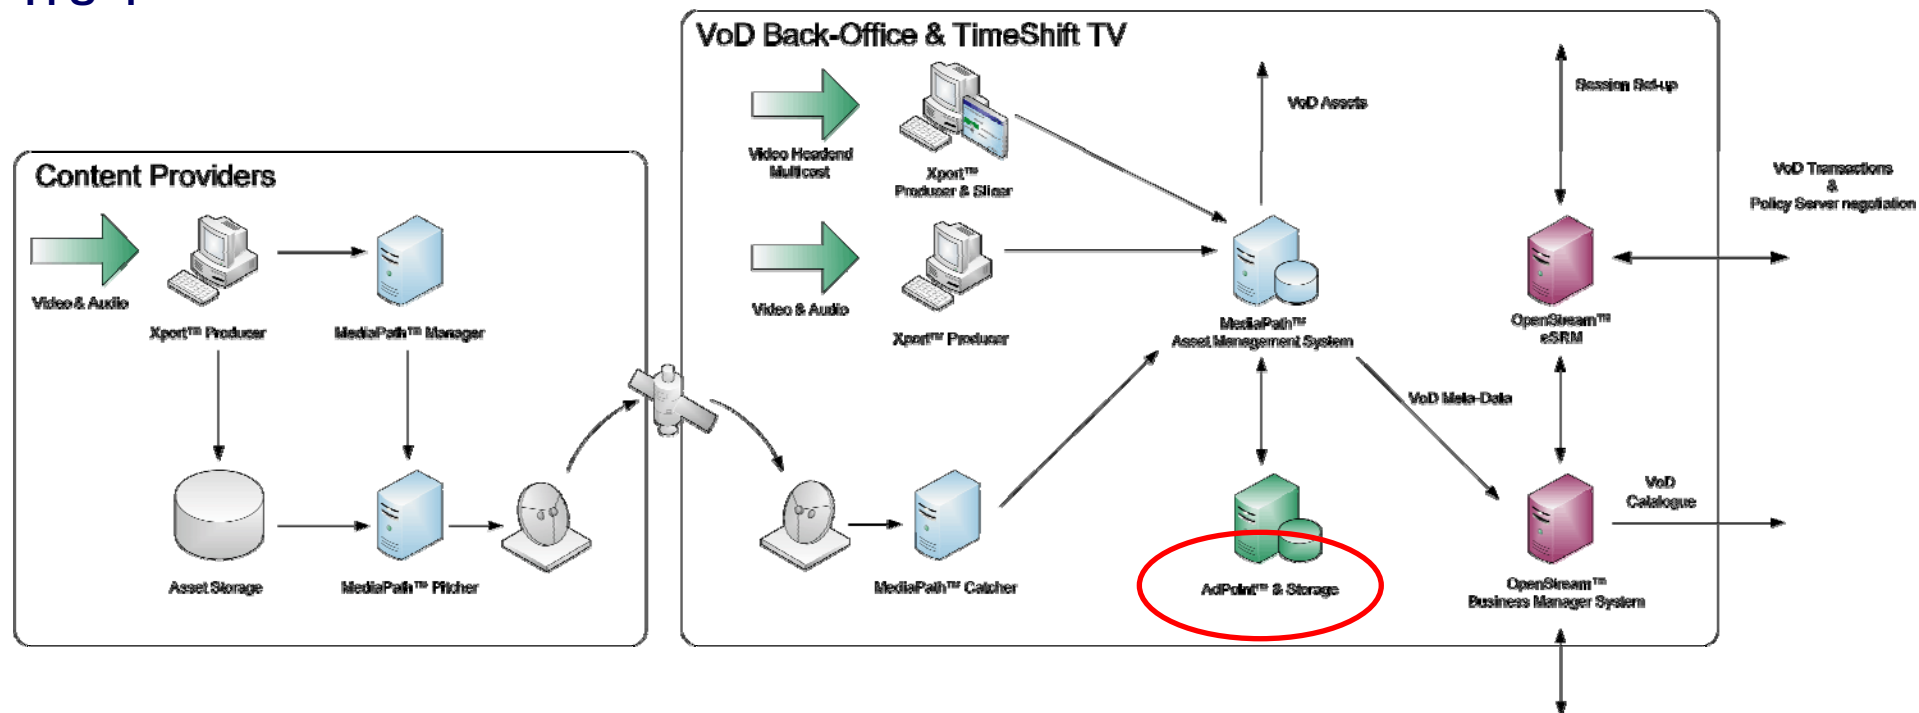 VoD Back-Office & TimeShift TV
Session Set-up
VoD Assets
Video Headend
Multicast
Xport™
Producer & Slicer
Content Providers
VoD Transactions
&
Policy Server negotiation
Video & Audio
Xport™ Producer
MediaPath™ Manager
Video & Audio
Xport™ Producer
MediaPath™
Asset Management System
OpenStream™
eSRM
VoD Meta-Data
VoD
Catalogue
Asset Storage
MediaPath™ Pitcher
MediaPath™ Catcher
AdPoint™ & Storage
OpenStream™
Business Manager System